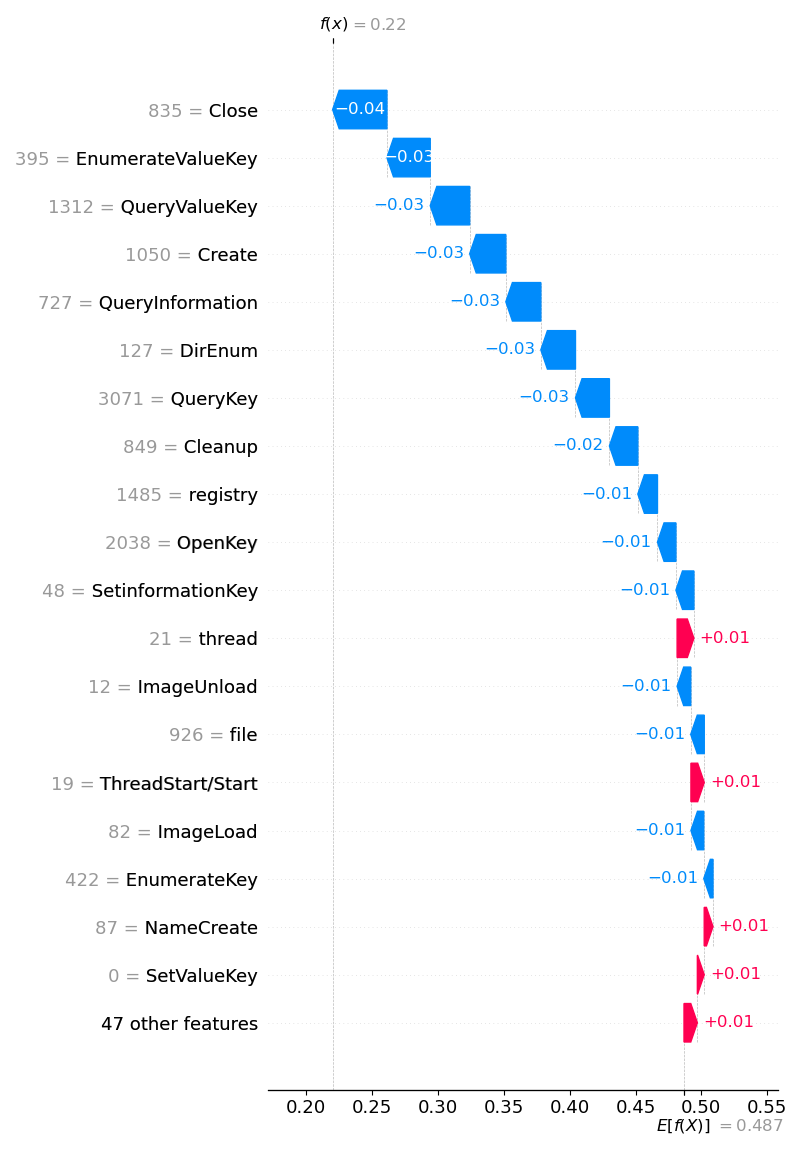 f(x) = 0.22
835 = Close −0.04
395 = EnumerateValueKey −0.03
1312 = QueryValueKey −0.03
1050 = Create −0.03
727 = QueryInformation −0.03
127 = DirEnum −0.03
3071 = QueryKey −0.03
849 = Cleanup −0.02
1485 = registry −0.01
2038 = OpenKey −0.01
48 = SetinformationKey −0.01
21 = thread +0.01
12 = ImageUnload −0.01
926 = file −0.01
19 = ThreadStart/Start +0.01
82 = ImageLoad −0.01
422 = EnumerateKey −0.01
87 = NameCreate +0.01
0 = SetValueKey +0.01
47 other features +0.01
0.20 0.25 0.30 0.35 0.40 0.45 0.50 0.55
E[f(X)] = 0.487